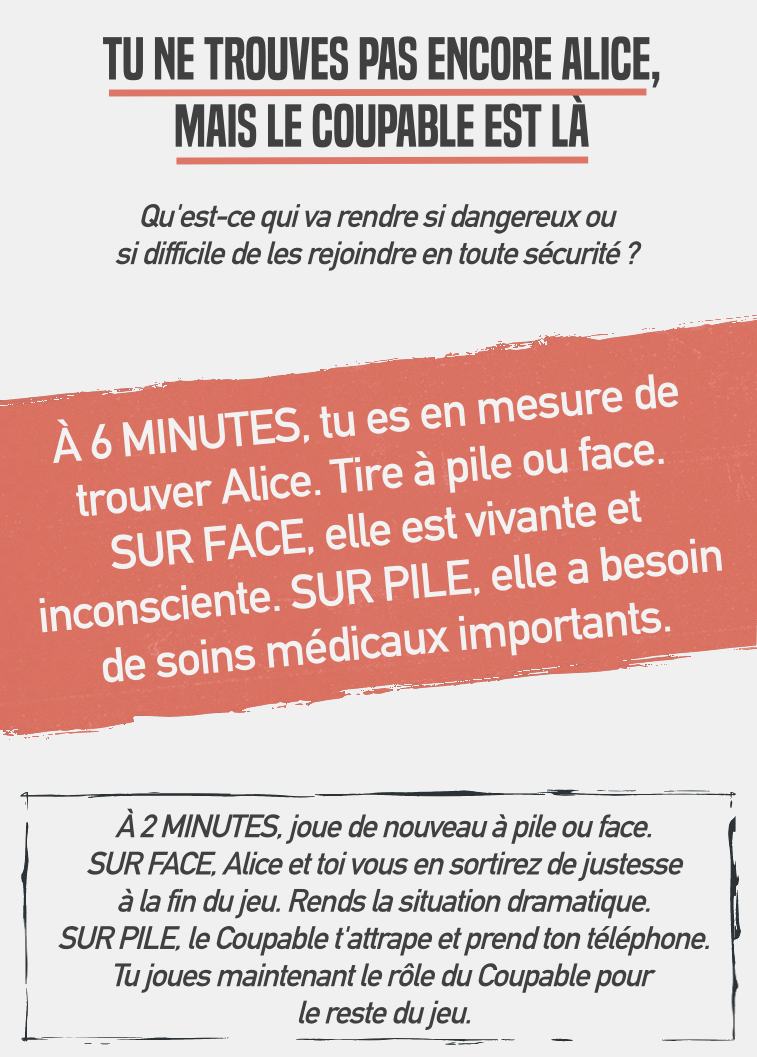 TU NE TROUVES PAS ENCORE ALICE,
MAIS LE COUPABLE EST LÀ
Qu'est-ce qui va rendre si dangereux ou
si difficile de les rejoindre en toute sécurité ?
À 6 MINUTES, tu es en mesure de
trouver Alice. Tire à pile ou face.
SUR FACE, elle est vivante et
inconsciente. SUR PILE, elle a besoin
de soins médicaux importants.
À 2 MINUTES, joue de nouveau à pile ou face.
SUR FACE, Alice et toi vous en sortirez de justesse
à la fin du jeu. Rends la situation dramatique.
SUR PILE, le Coupable t'attrape et prend ton téléphone.
Tu joues maintenant le rôle du Coupable pour
le reste du jeu.